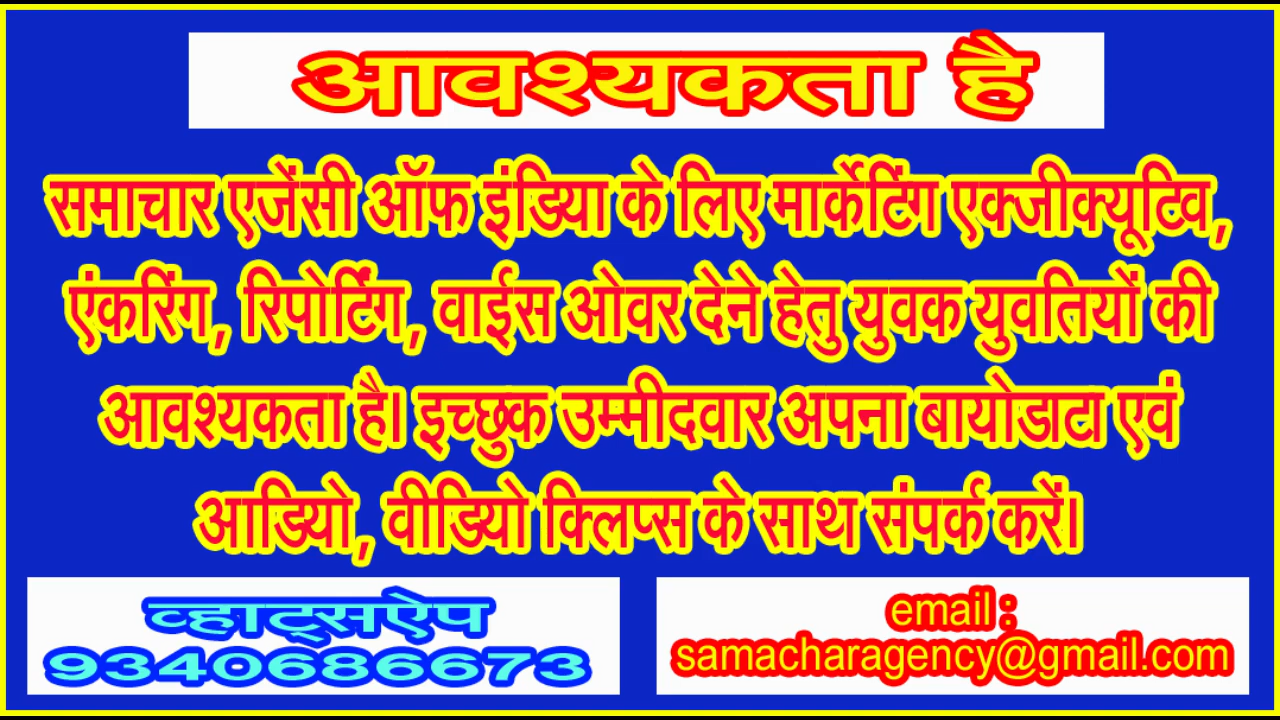 आवश्यकता है
समाचार एजेंसी ऑफ इंडिया के लिए मार्केटिंग एक्जीक्यूटिव,
एंकरिंग, रिपोर्टिंग, वाईस ओवर देने हेतु युवक युवतियों की
आवश्यकता है। इच्छुक उम्मीदवार अपना बायोडाटा एवं
आडियो, वीडियो क्लिप्स के साथ संपर्क करें।
व्हाट्सऐप
9340686673
email :
samacharagency@gmail.com